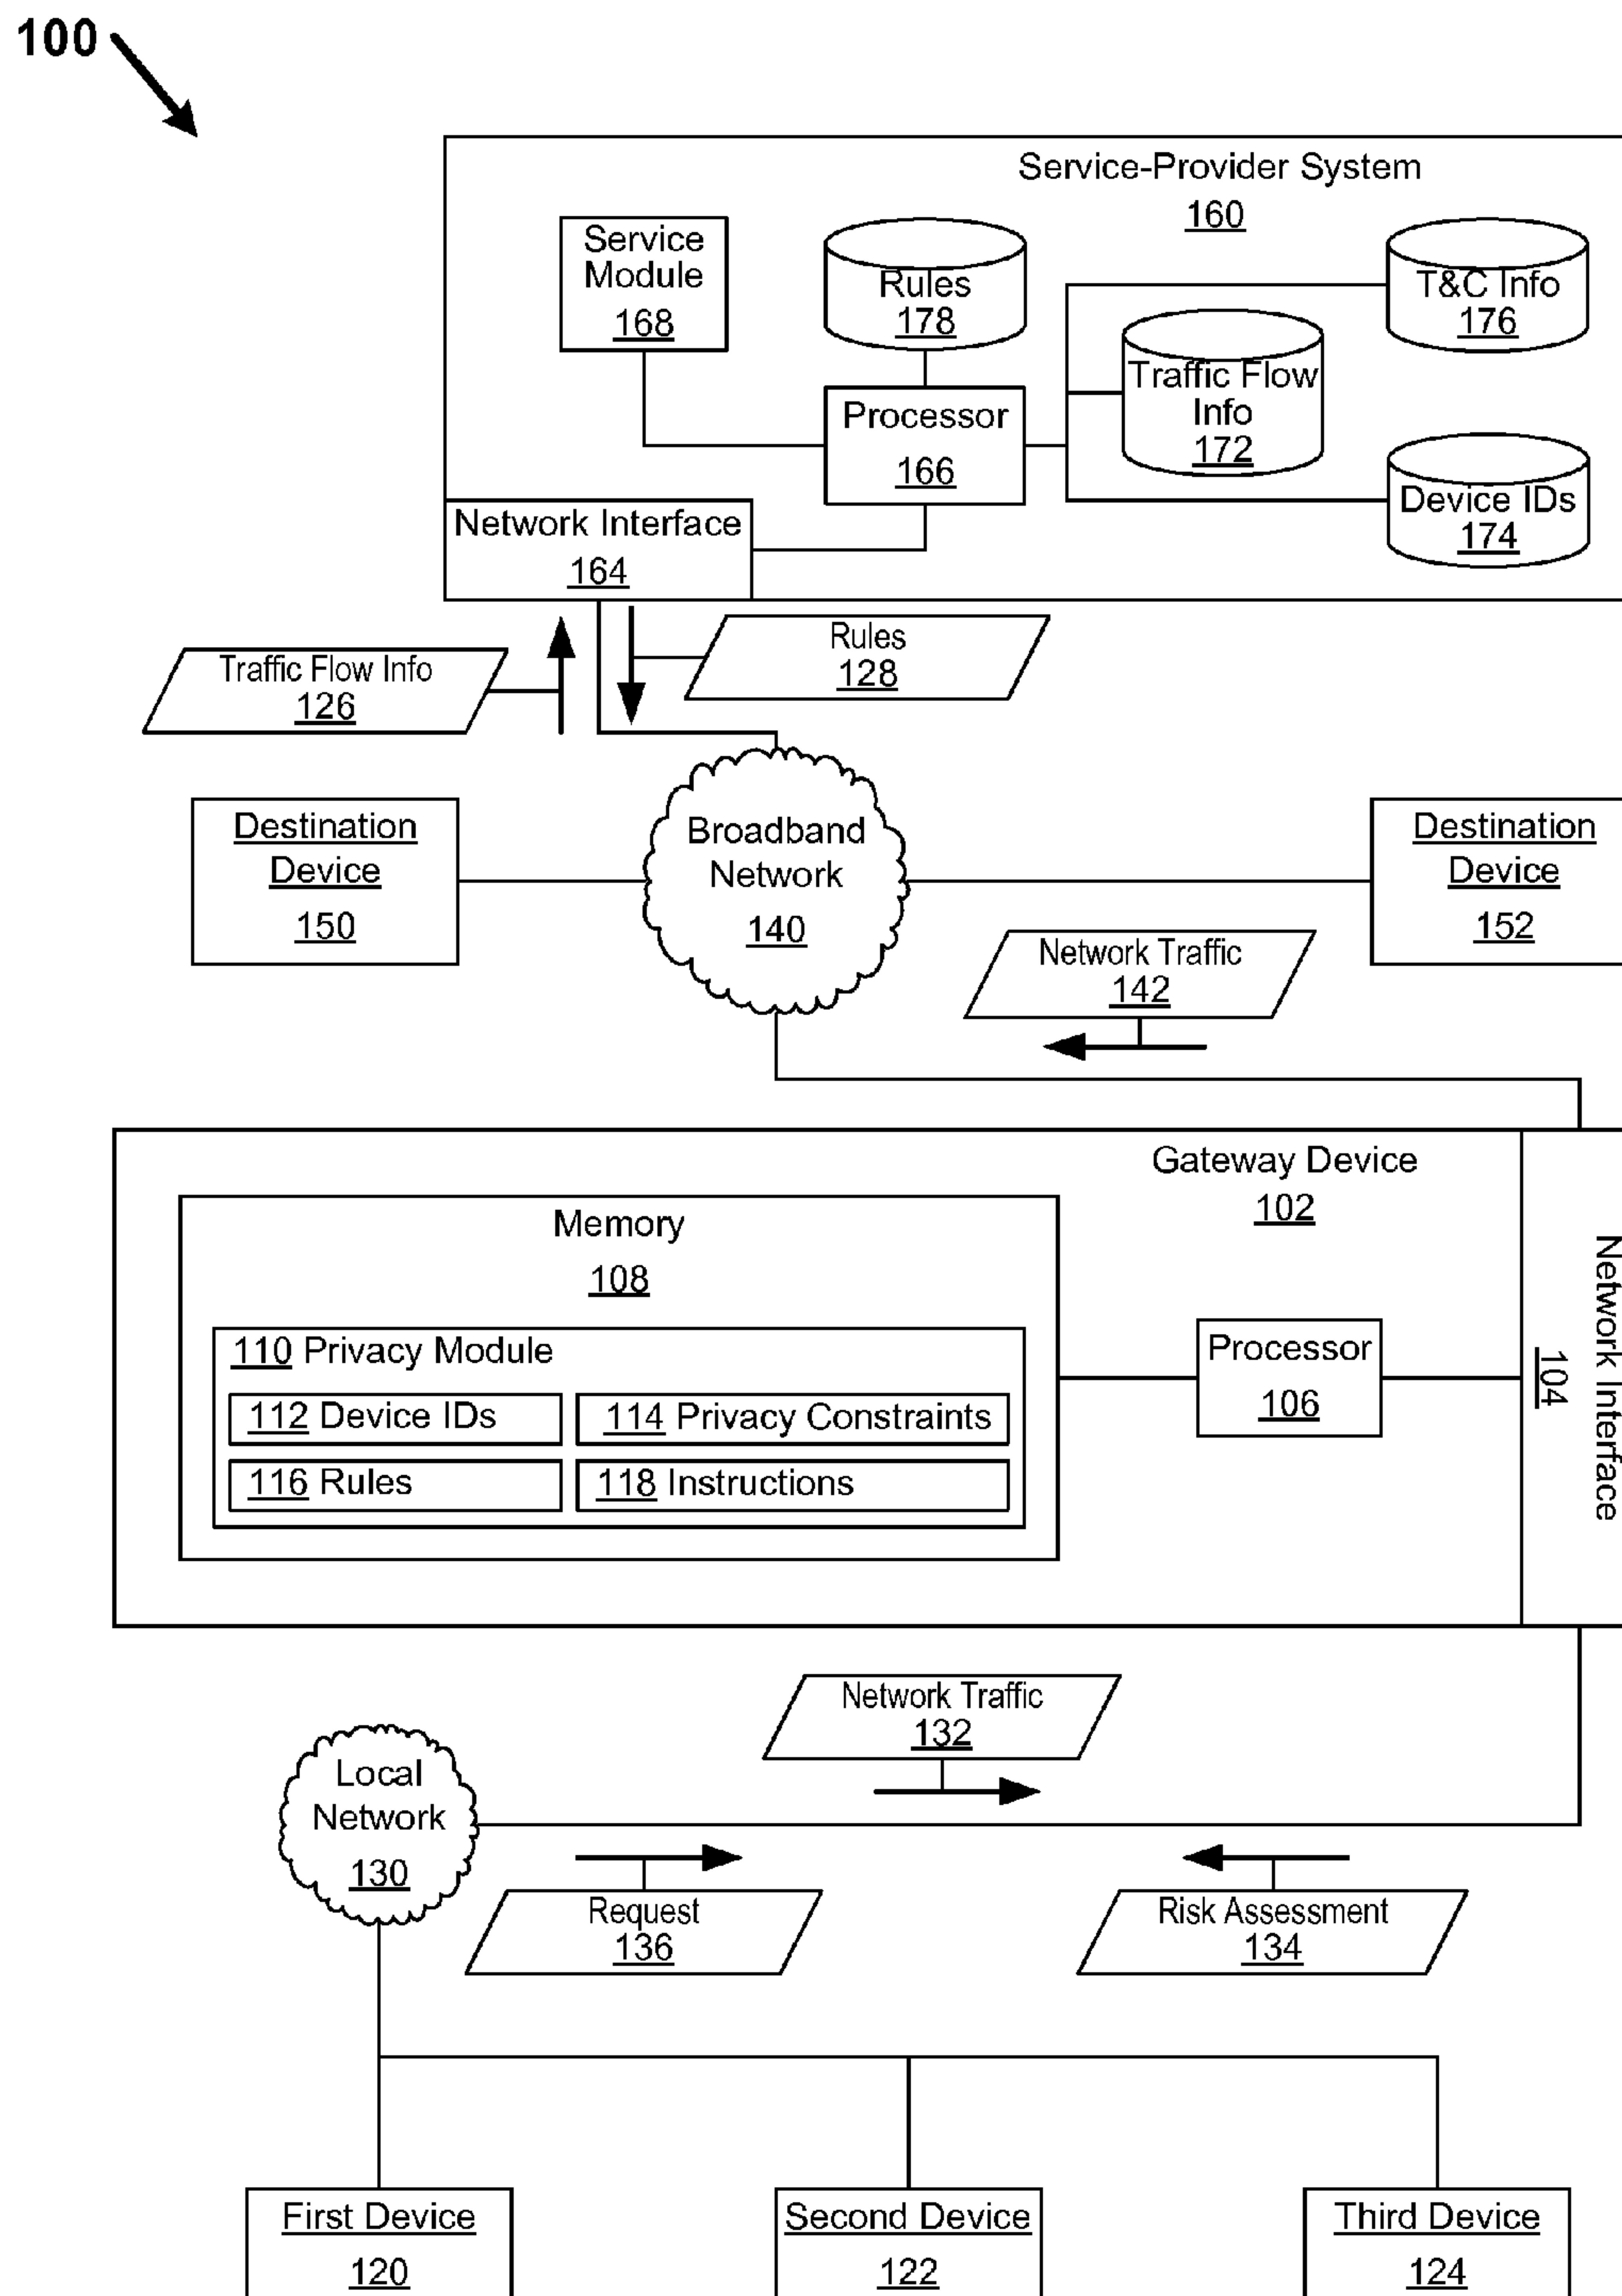 100
Service-Provider System
160
Service
Module
168
Rules
178
T&C Info
176
Traffic Flow
Info
172
Processor
166
Device IDs
174
Network Interface
164
Traffic Flow Info
126
Rules
128
Destination
Device
150
Broadband
Network
140
Destination
Device
152
Network Traffic
142
Gateway Device
102
Memory
108
110 Privacy Module
112 Device IDs
114 Privacy Constraints
116 Rules
118 Instructions
Processor
106
Network Interface
104
Network Traffic
132
Local
Network
130
Request
136
Risk Assessment
134
First Device
120
Second Device
122
Third Device
124